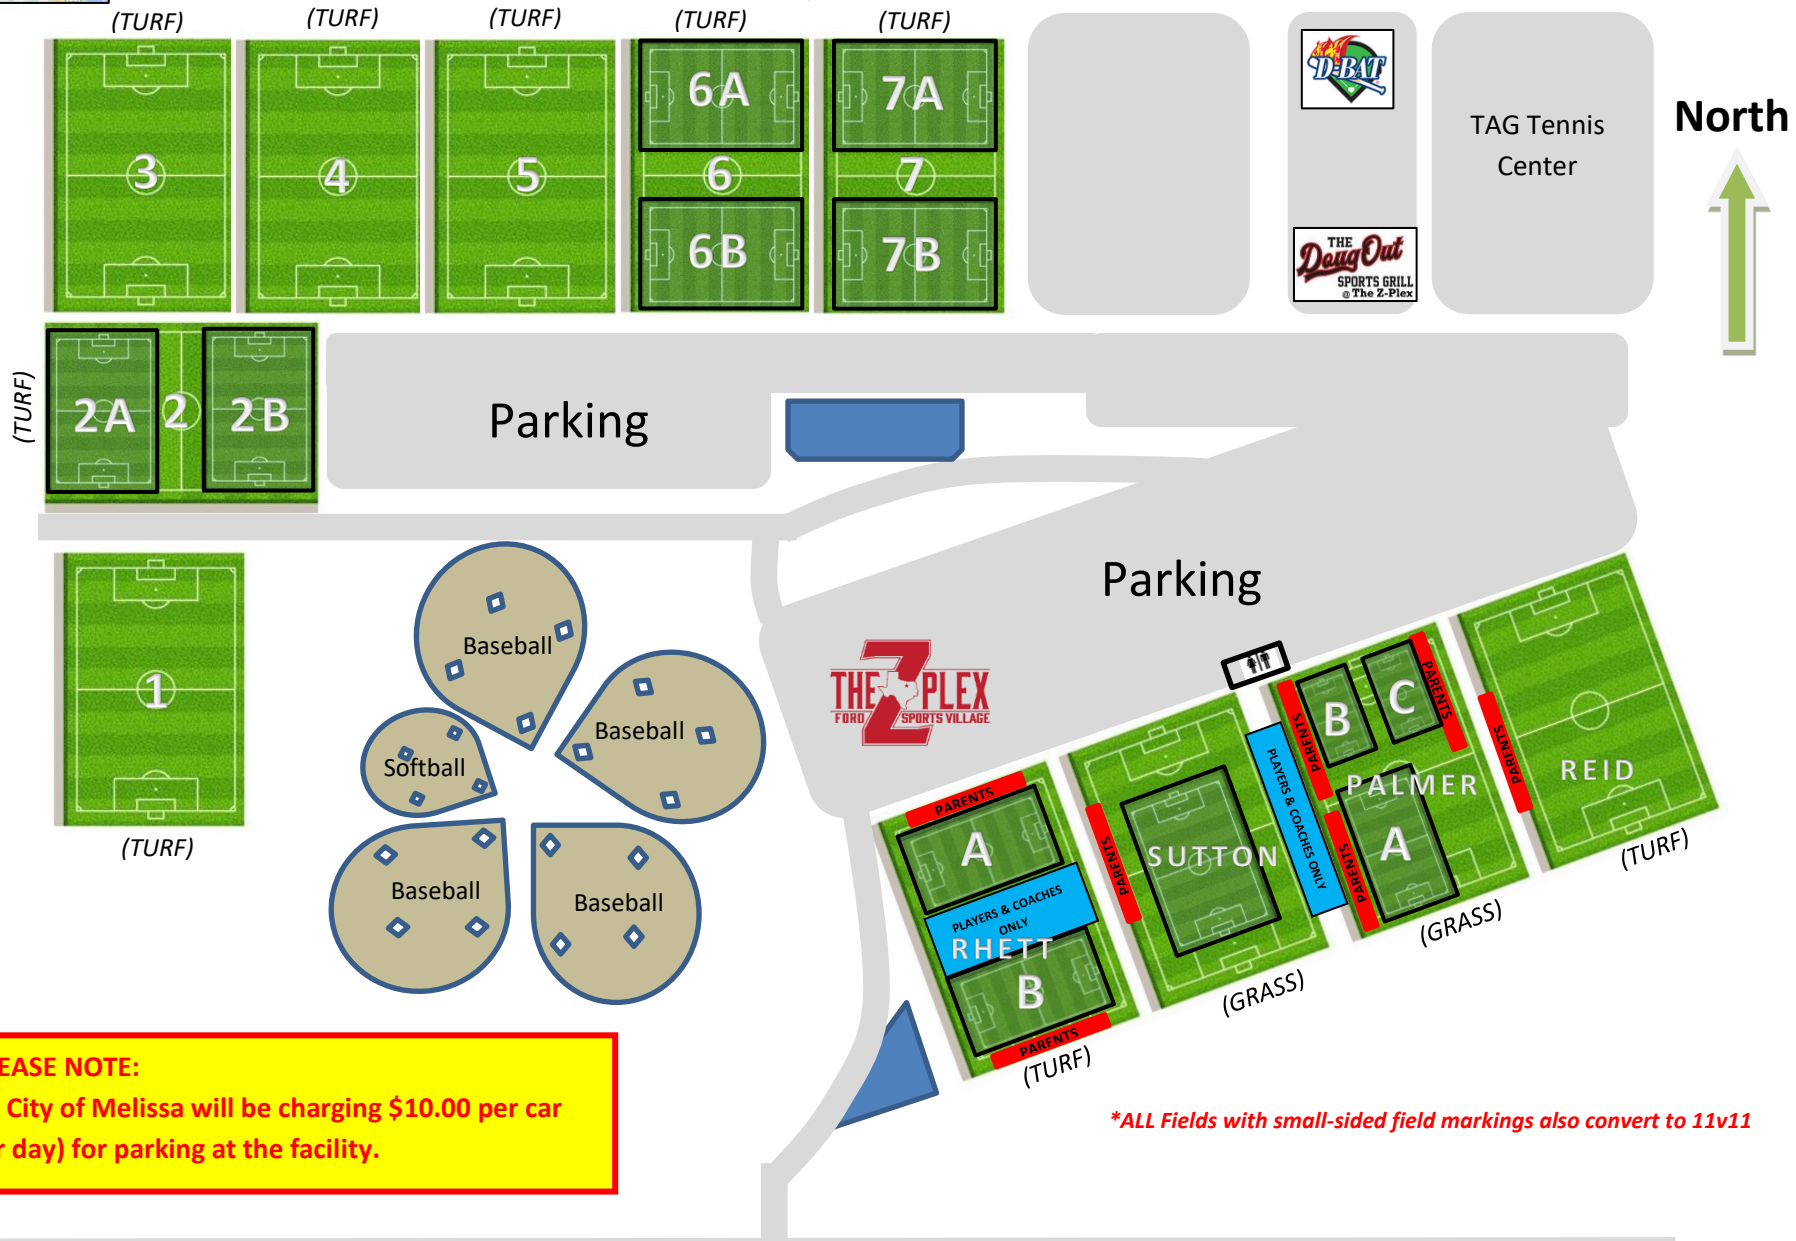 (TURF)
(TURF)
(TURF)
(TURF)
(TURF)
3
4
5
6A
6
6B
7A
7
7B
D-BAT
THE
DougOut
SPORTS GRILL
@ The Z-Plex
TAG Tennis
Center
North
(TURF)
2A
2
2B
Parking
Parking
1
(TURF)
Baseball
Baseball
Softball
Baseball
Baseball
THE Z PLEX
FORD SPORTS VILLAGE
PARENTS
A
PLAYERS & COACHES
ONLY
RHETT
B
PARENTS
(TURF)
PARENTS
SUTTON
(GRASS)
PLAYERS & COACHES ONLY
PARENTS
B
C
PARENTS
PALMER
PARENTS
A
(GRASS)
PARENTS
REID
(TURF)
EASE NOTE:
City of Melissa will be charging $10.00 per car
r day) for parking at the facility.
*ALL Fields with small-sided field markings also convert to 11v11